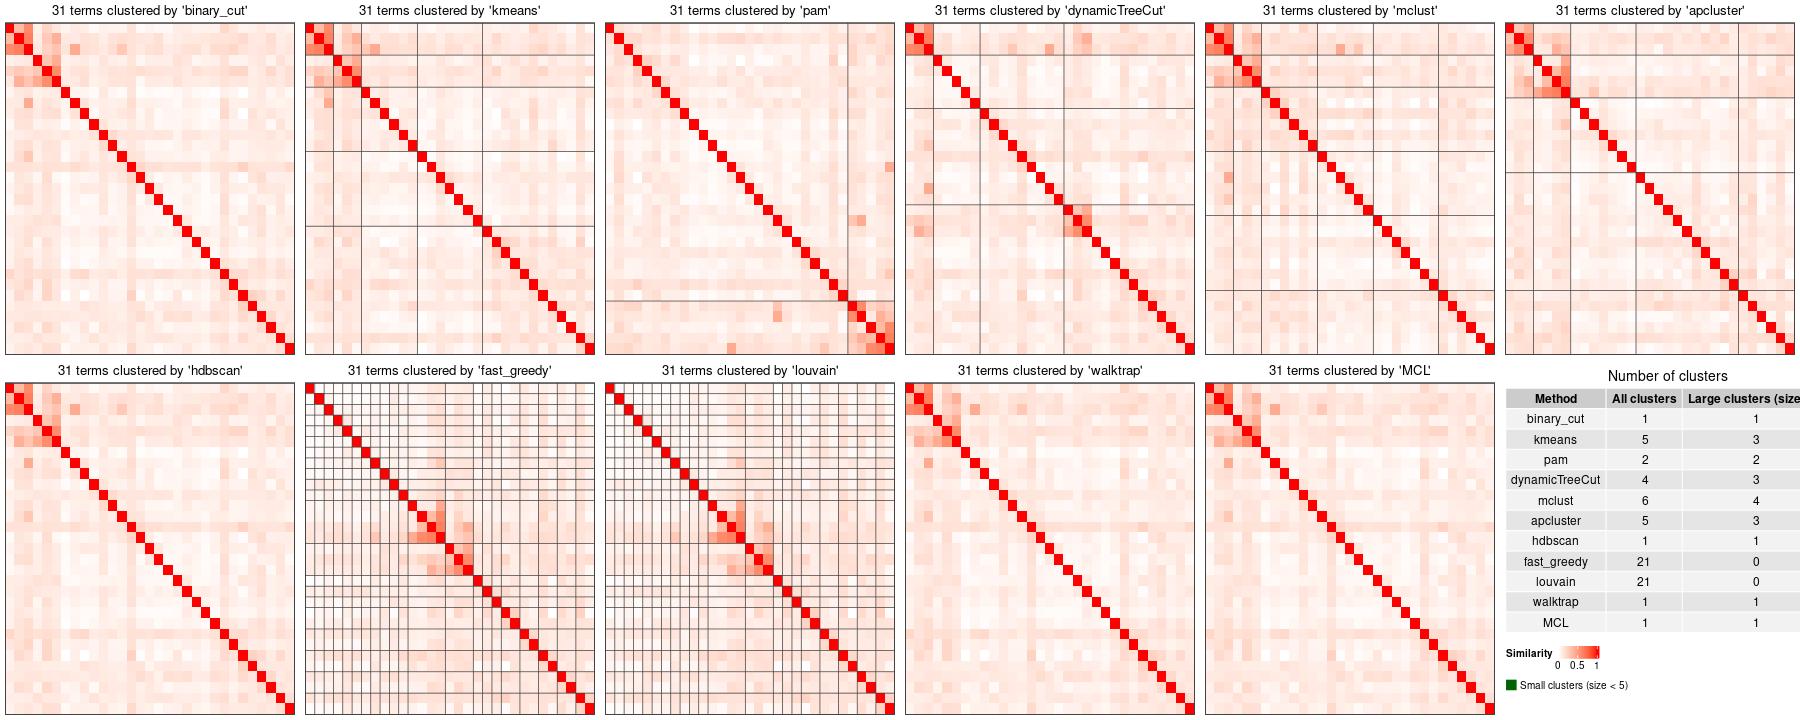 31 terms clustered by 'binary_cut'
31 terms clustered by 'kmeans'
31 terms clustered by 'pam'
31 terms clustered by 'dynamicTreeCut'
31 terms clustered by 'mclust'
31 terms clustered by 'apcluster'
31 terms clustered by 'hdbscan'
31 terms clustered by 'fast_greedy'
31 terms clustered by 'louvain'
31 terms clustered by 'walktrap'
31 terms clustered by 'MCL'
Number of clusters
Method All clusters Large clusters (size
binary_cut 1 1
kmeans 5 3
pam 2 2
dynamicTreeCut 4 3
mclust 6 4
apcluster 5 3
hdbscan 1 1
fast_greedy 21 0
louvain 21 0
walktrap 1 1
MCL 1 1
Similarity
0 0.5 1
Small clusters (size < 5)